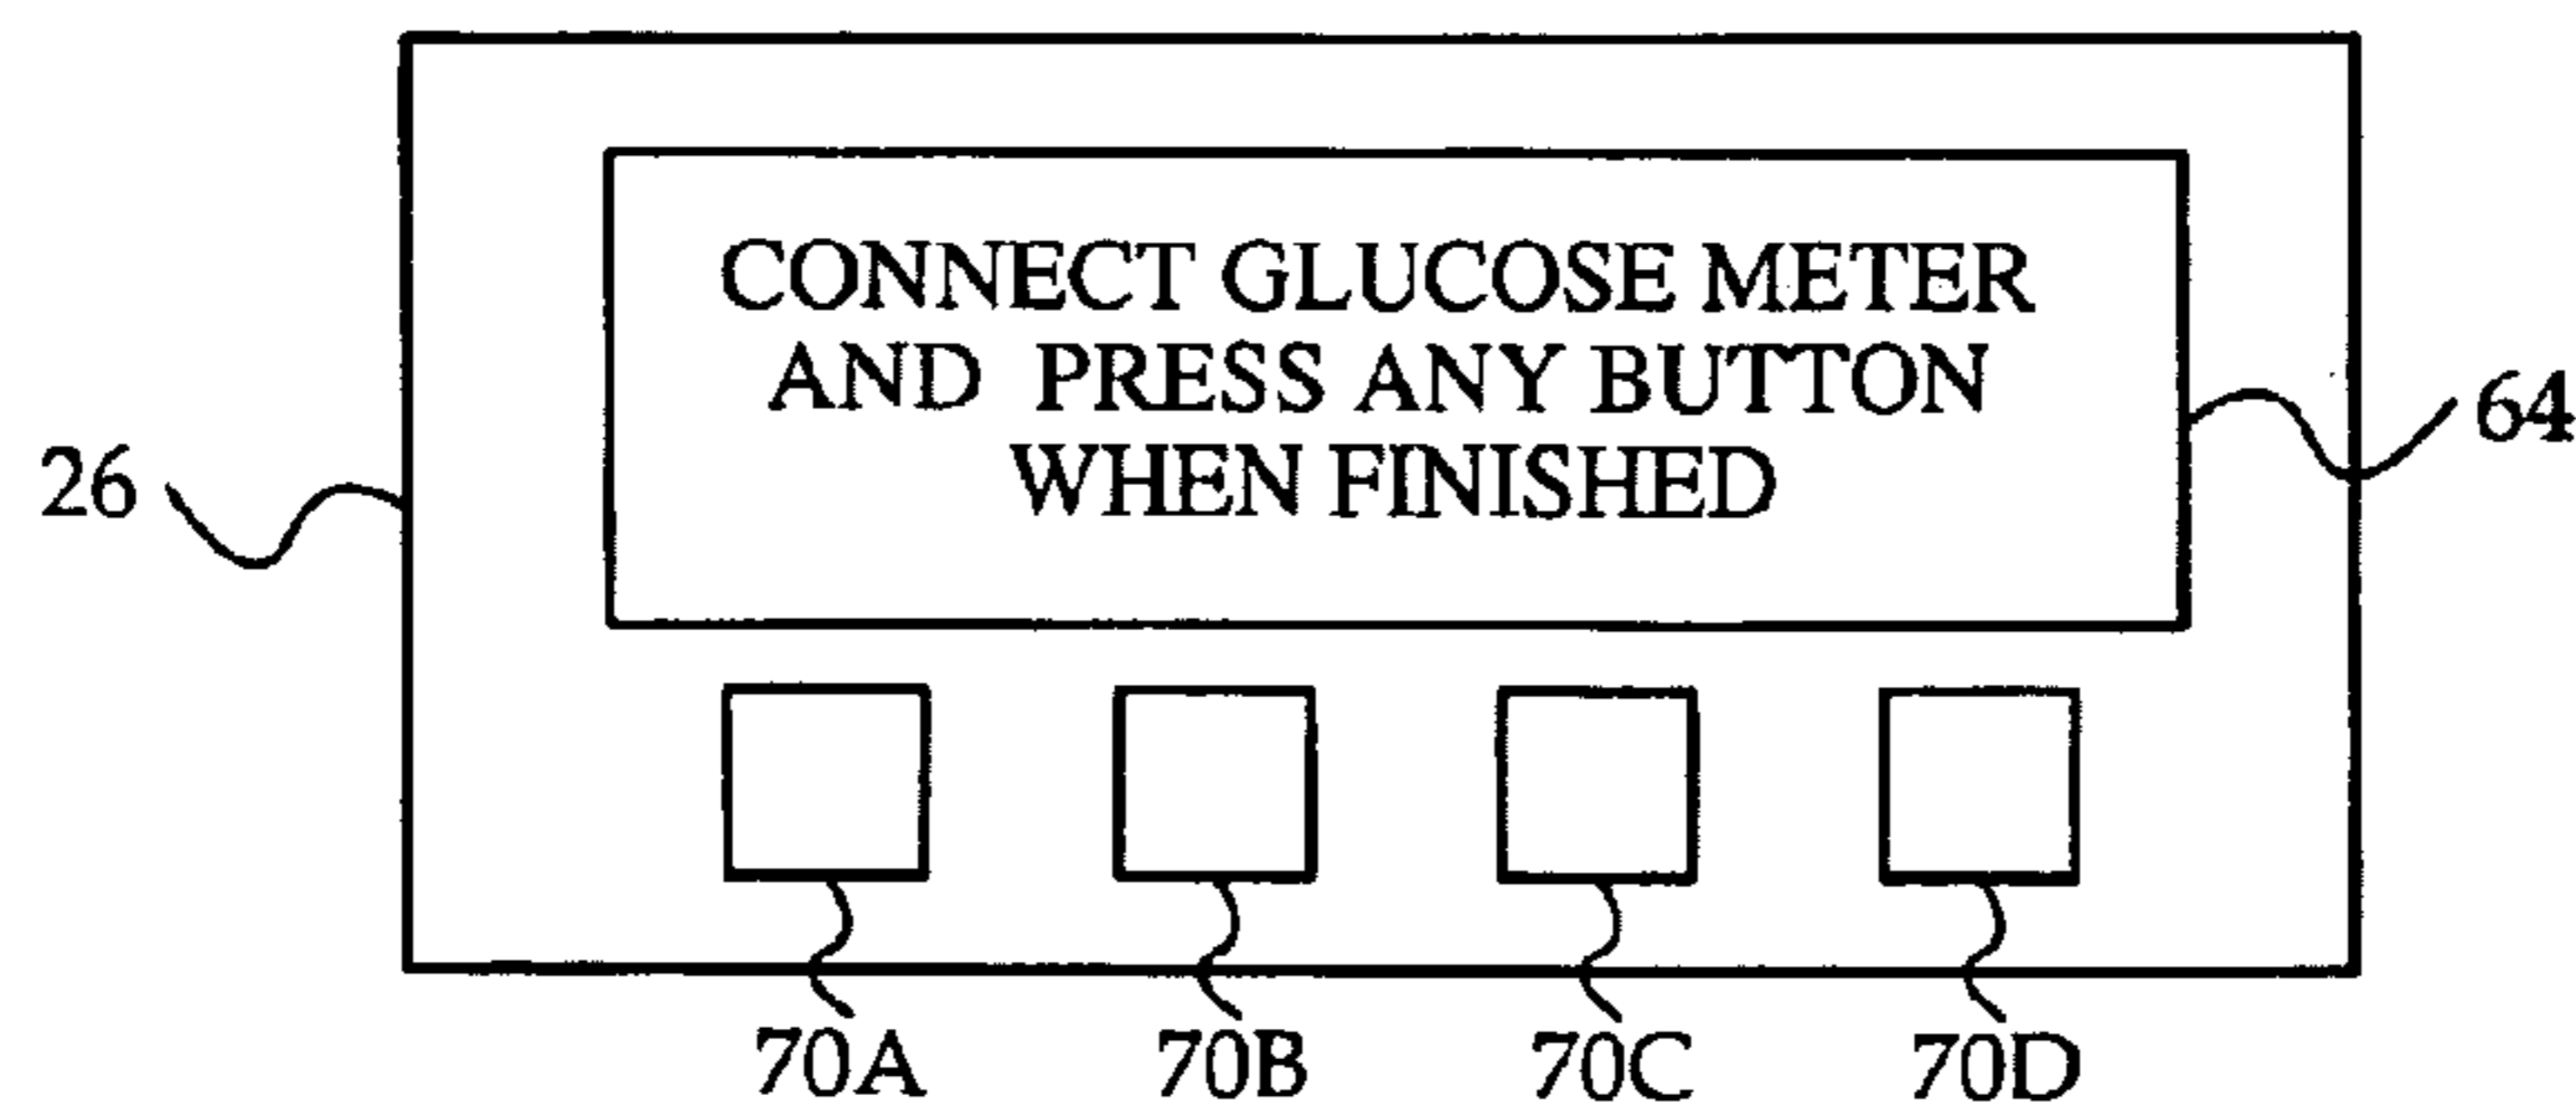 CONNECT GLUCOSE METER
AND PRESS ANY BUTTON
WHEN FINISHED
26
64
70A 70B 70C 70D